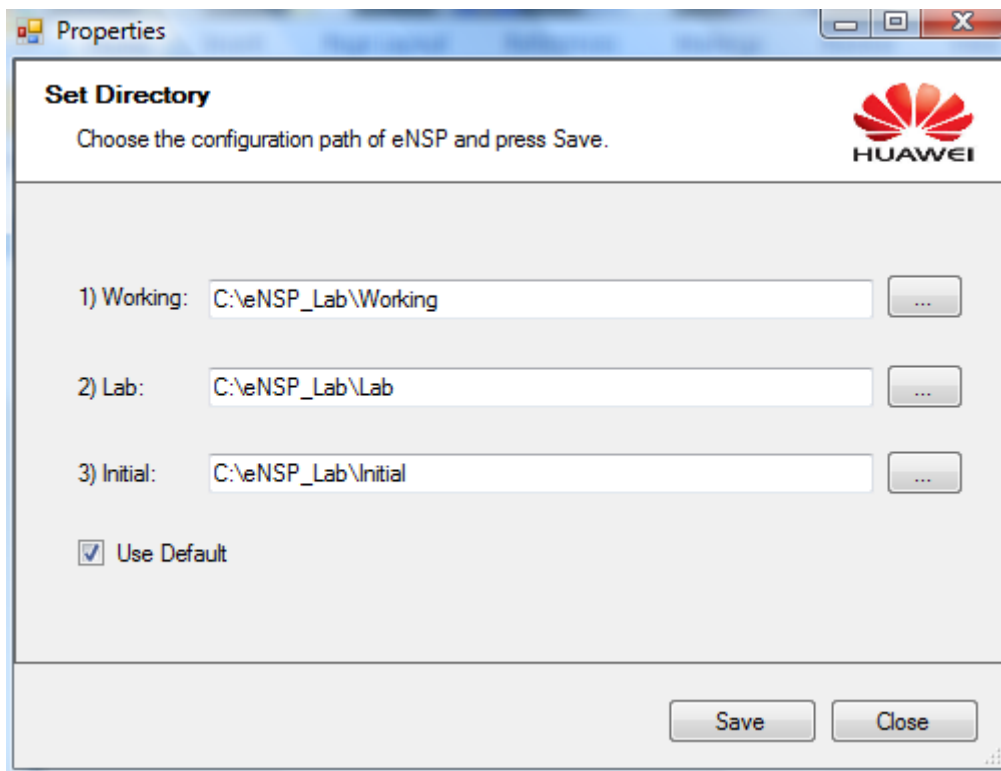 Properties
Set Directory
Choose the configuration path of eNSP and press Save.
HUAWEI
1) Working: C:\eNSP_Lab\Working ...
2) Lab: C:\eNSP_Lab\Lab ...
3) Initial: C:\eNSP_Lab\Initial ...
Use Default
Save Close